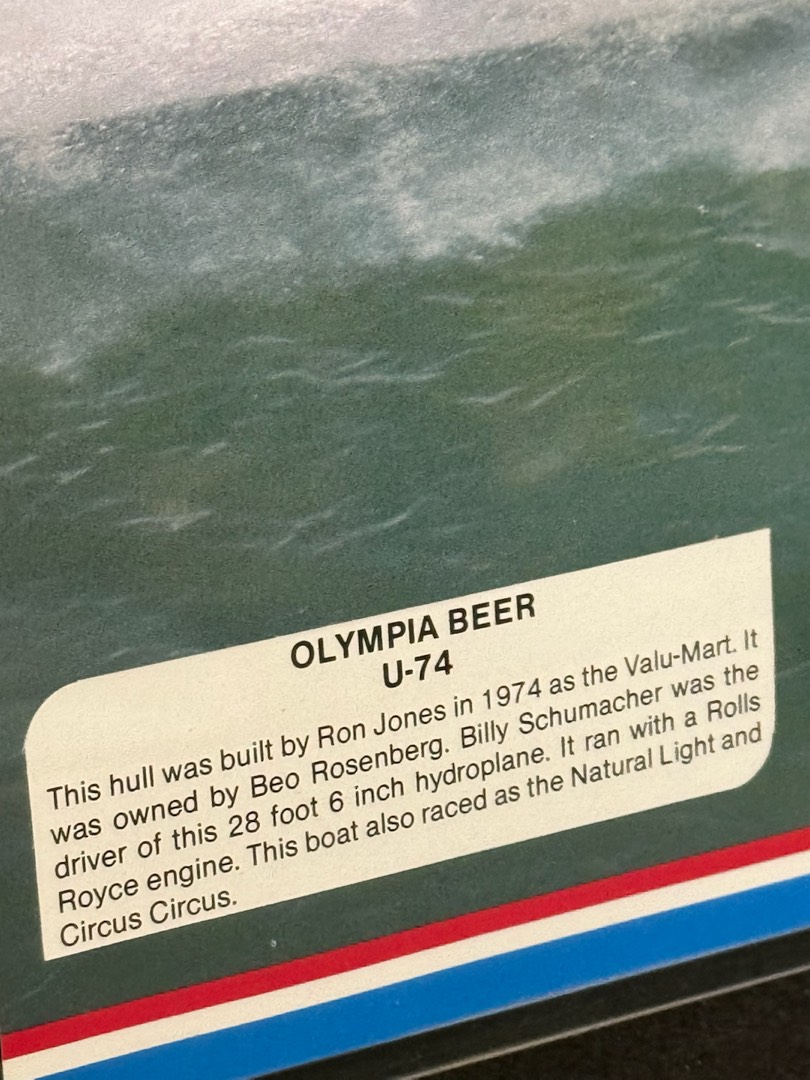 OLYMPIA BEER
U-74
This hull was built by Ron Jones in 1974 as the Valu-Mart. It
was owned by Beo Rosenberg. Billy Schumacher was the
driver of this 28 foot 6 inch hydroplane. It ran with a Rolls
Royce engine. This boat also raced as the Natural Light and
Circus Circus.